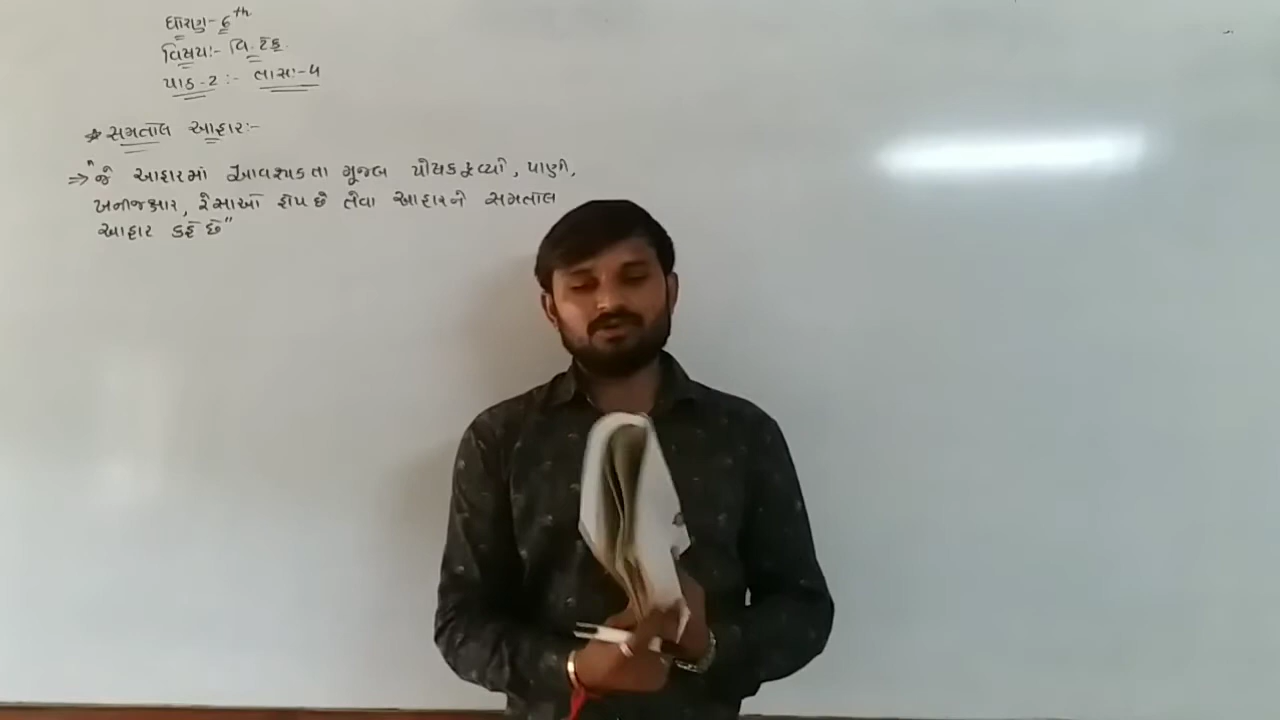 ધોરણ- 6th
વિષય:- વિ. ટેક.
પાઠ-2 :- તાસ:-4
* સમતોલ આહાર:-
⇒ "જે આહારમાં આવશ્યકતા મૂજબ પોષકદ્રવ્યો, પાણી,
ખનીજક્ષાર, રેસાઓ હોય છે તેવા આહારને સમતોલ
આહાર કહે છે"